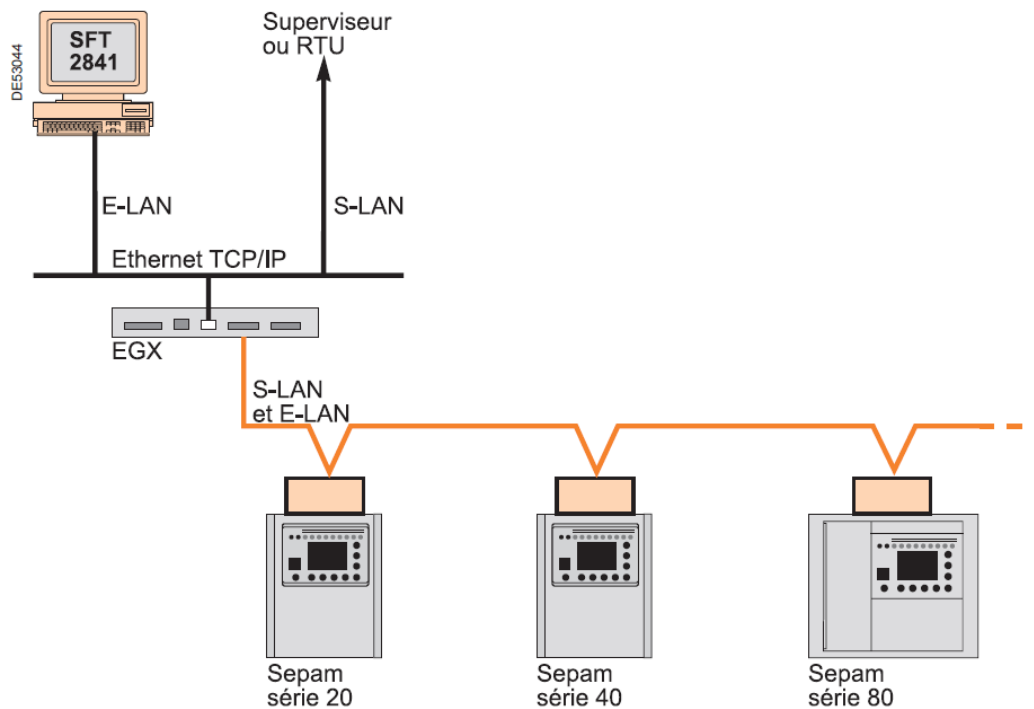 DE53044
SFT
2841
Superviseur
ou RTU
E-LAN
S-LAN
Ethernet TCP/IP
EGX
S-LAN
et E-LAN
Sepam
série 20
Sepam
série 40
Sepam
série 80